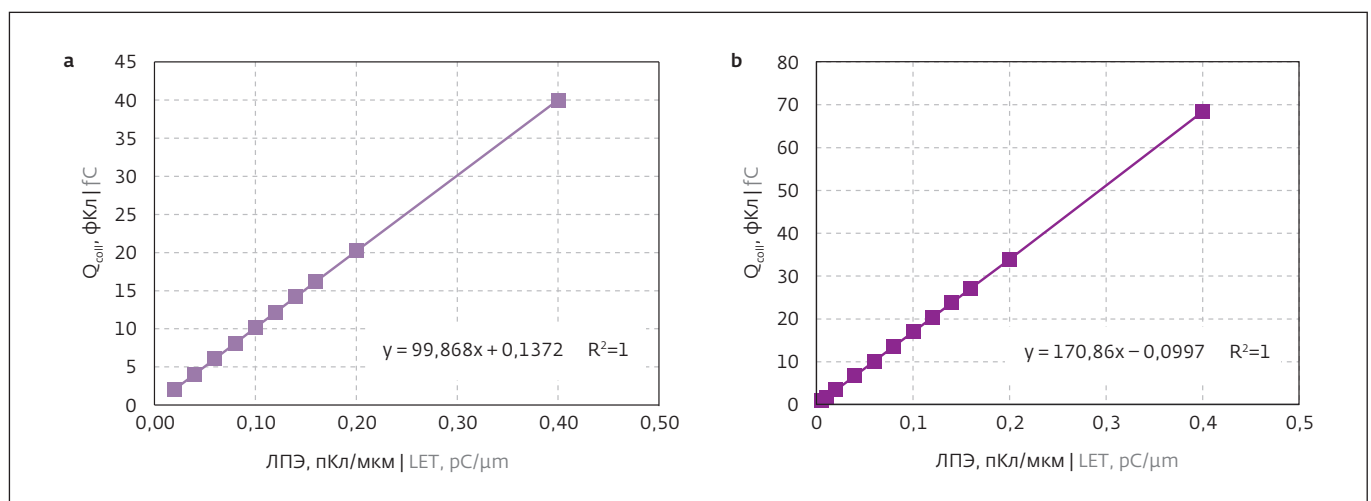 a
45
40
35
30
25
20
15
10
5
0
0,00 0,10 0,20 0,30 0,40 0,50
Q_coll, фКл | fC
y = 99,868x + 0,1372 R²=1
ЛПЭ, пКл/мкм | LET, pC/µm
b
80
70
60
50
40
30
20
10
0
0 0,1 0,2 0,3 0,4 0,5
Q_coll, фКл | fC
y = 170,86x – 0,0997 R²=1
ЛПЭ, пКл/мкм | LET, pC/µm